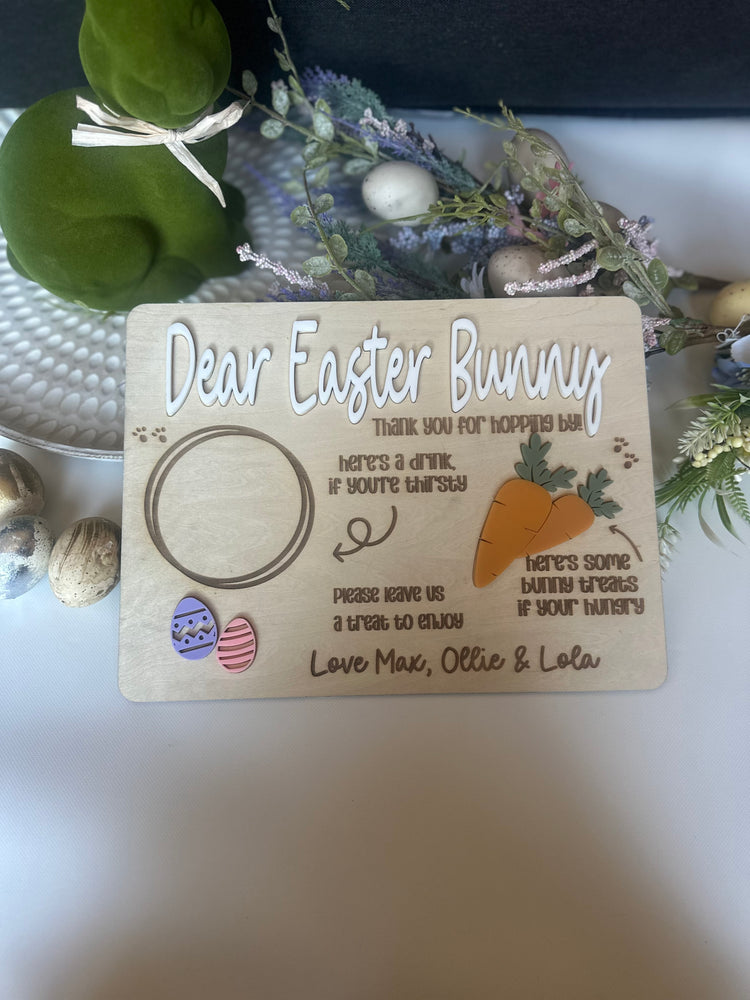 Dear Easter Bunny
Thank you for hopping by!
here's a drink,
if you're thirsty
here's some
bunny treats
if your hungry
Please leave us
a treat to enjoy
Love Max, Ollie & Lola